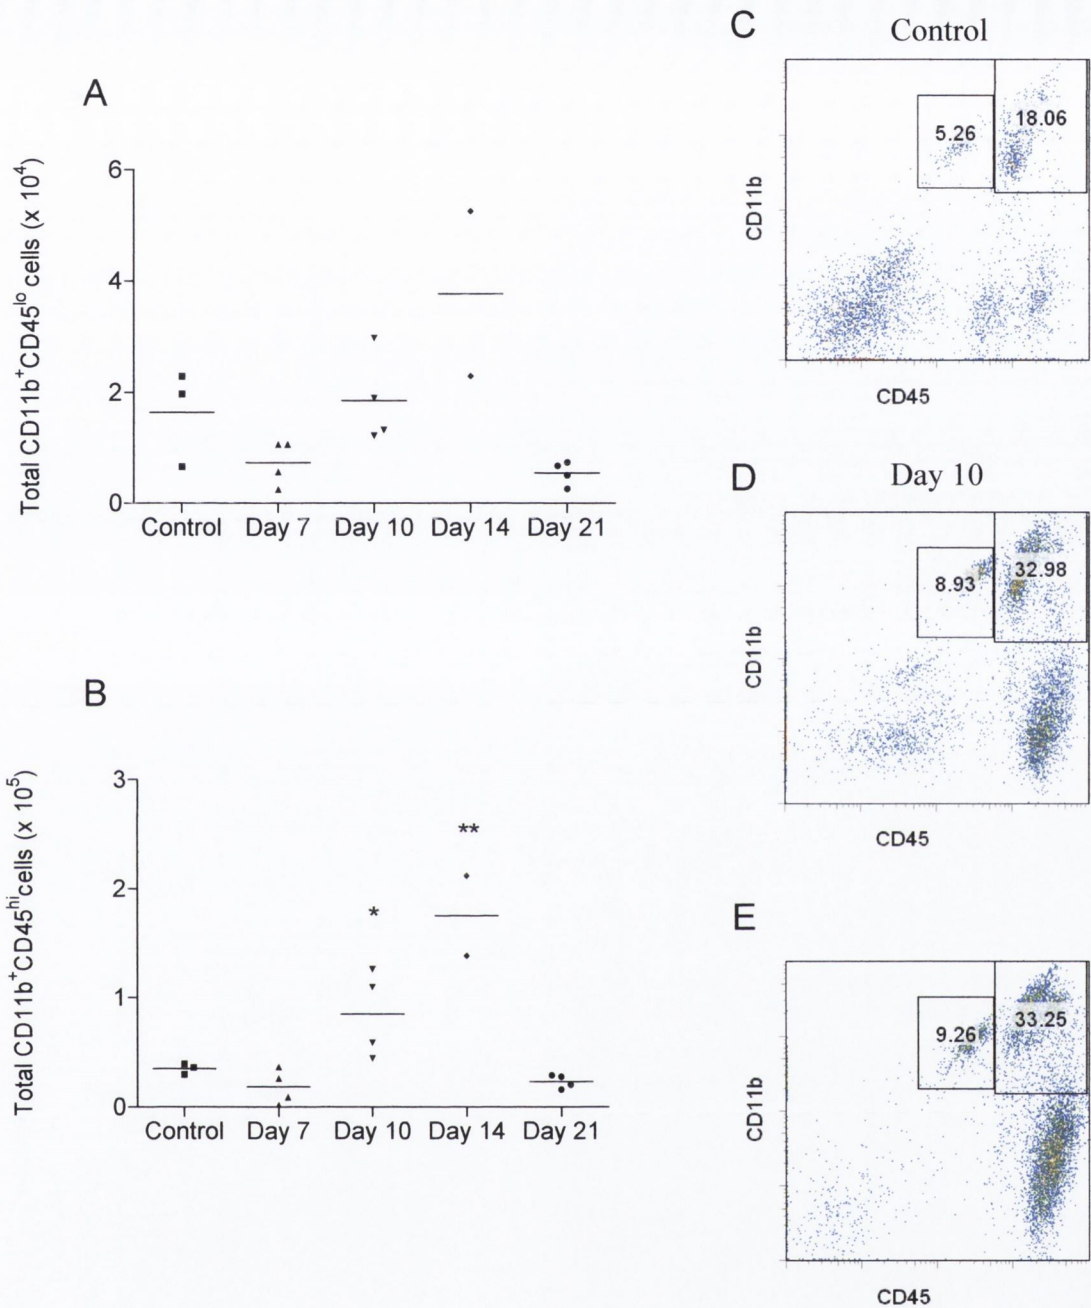 A
Total CD11b⁺CD45ˡᵒ cells (x 10⁴)
6
4
2
0
Control Day 7 Day 10 Day 14 Day 21
B
Total CD11b⁺CD45ʰⁱcells (x 10⁵)
3
2
1
0
*
**
Control Day 7 Day 10 Day 14 Day 21
C
Control
5.26
18.06
CD11b
CD45
D
Day 10
8.93
32.98
CD11b
CD45
E
9.26
33.25
CD11b
CD45